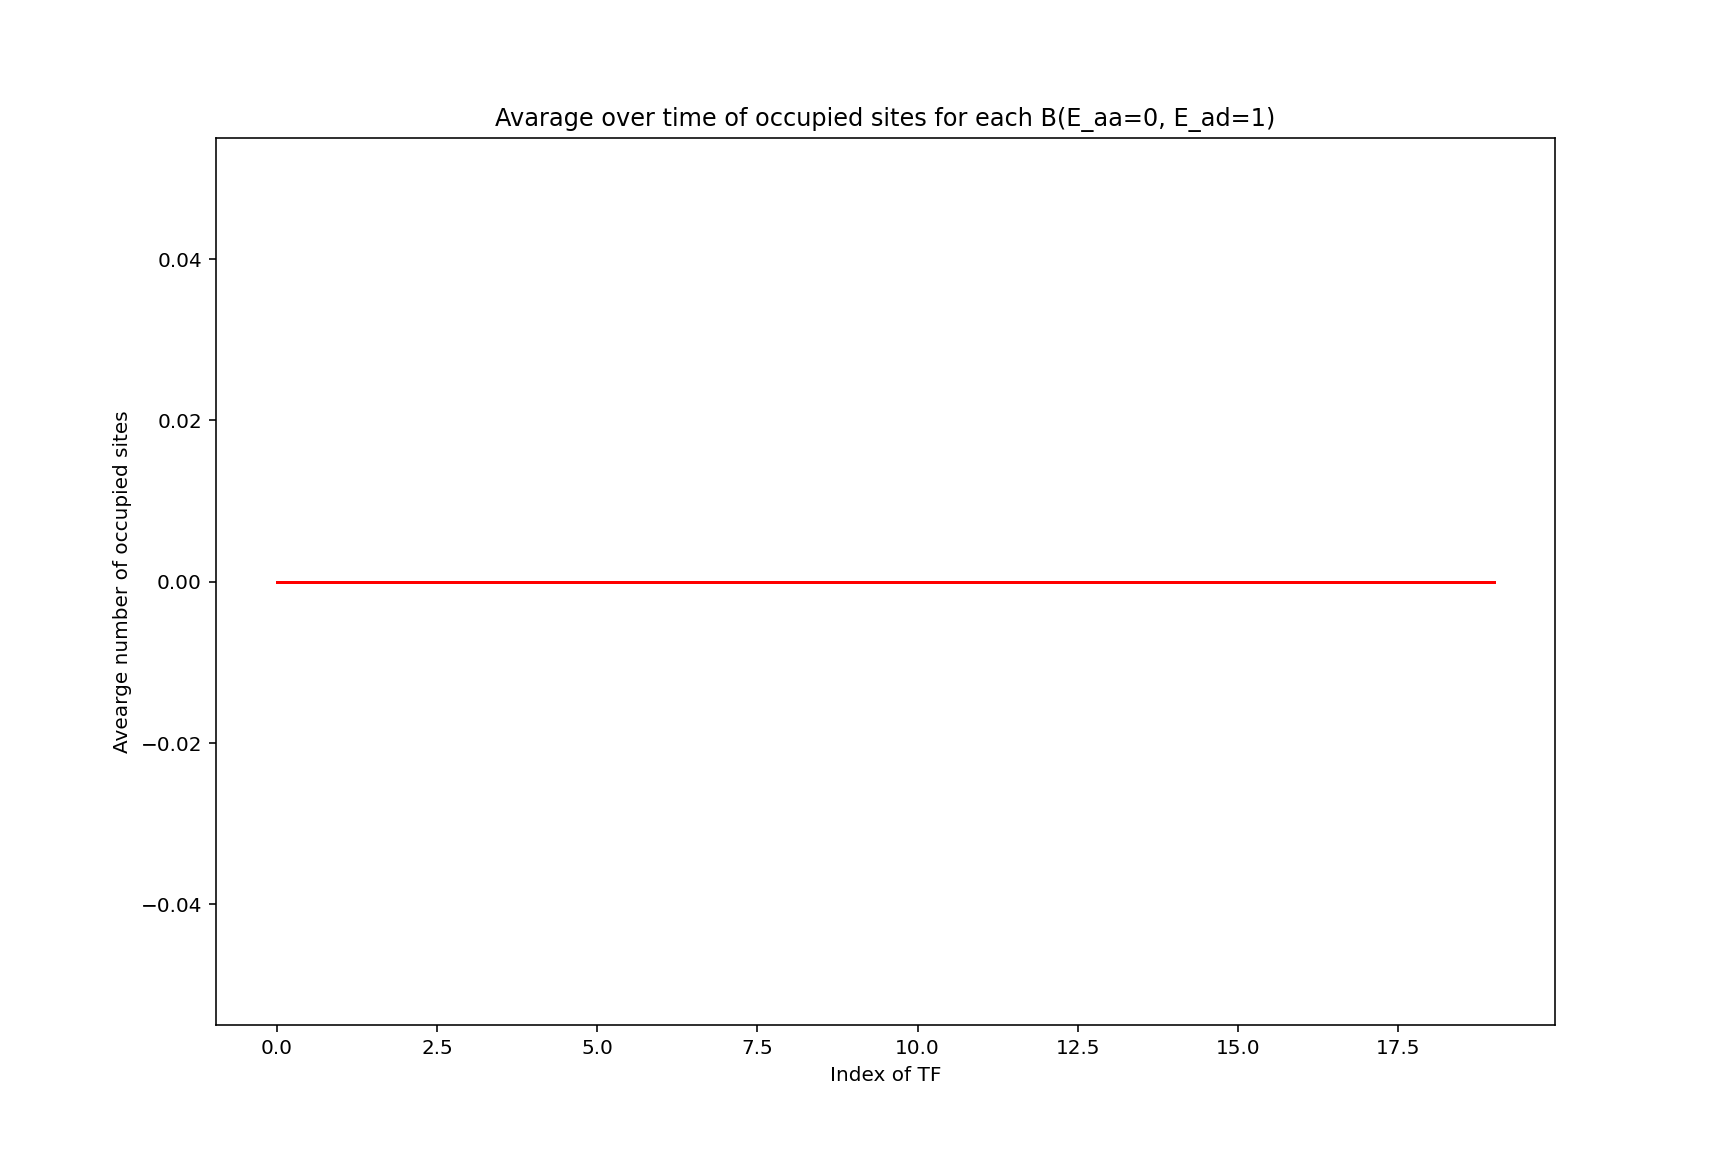 Avarage over time of occupied sites for each B(E_aa=0, E_ad=1)
Avearge number of occupied sites
0.04
0.02
0.00
−0.02
−0.04
0.0 2.5 5.0 7.5 10.0 12.5 15.0 17.5
Index of TF